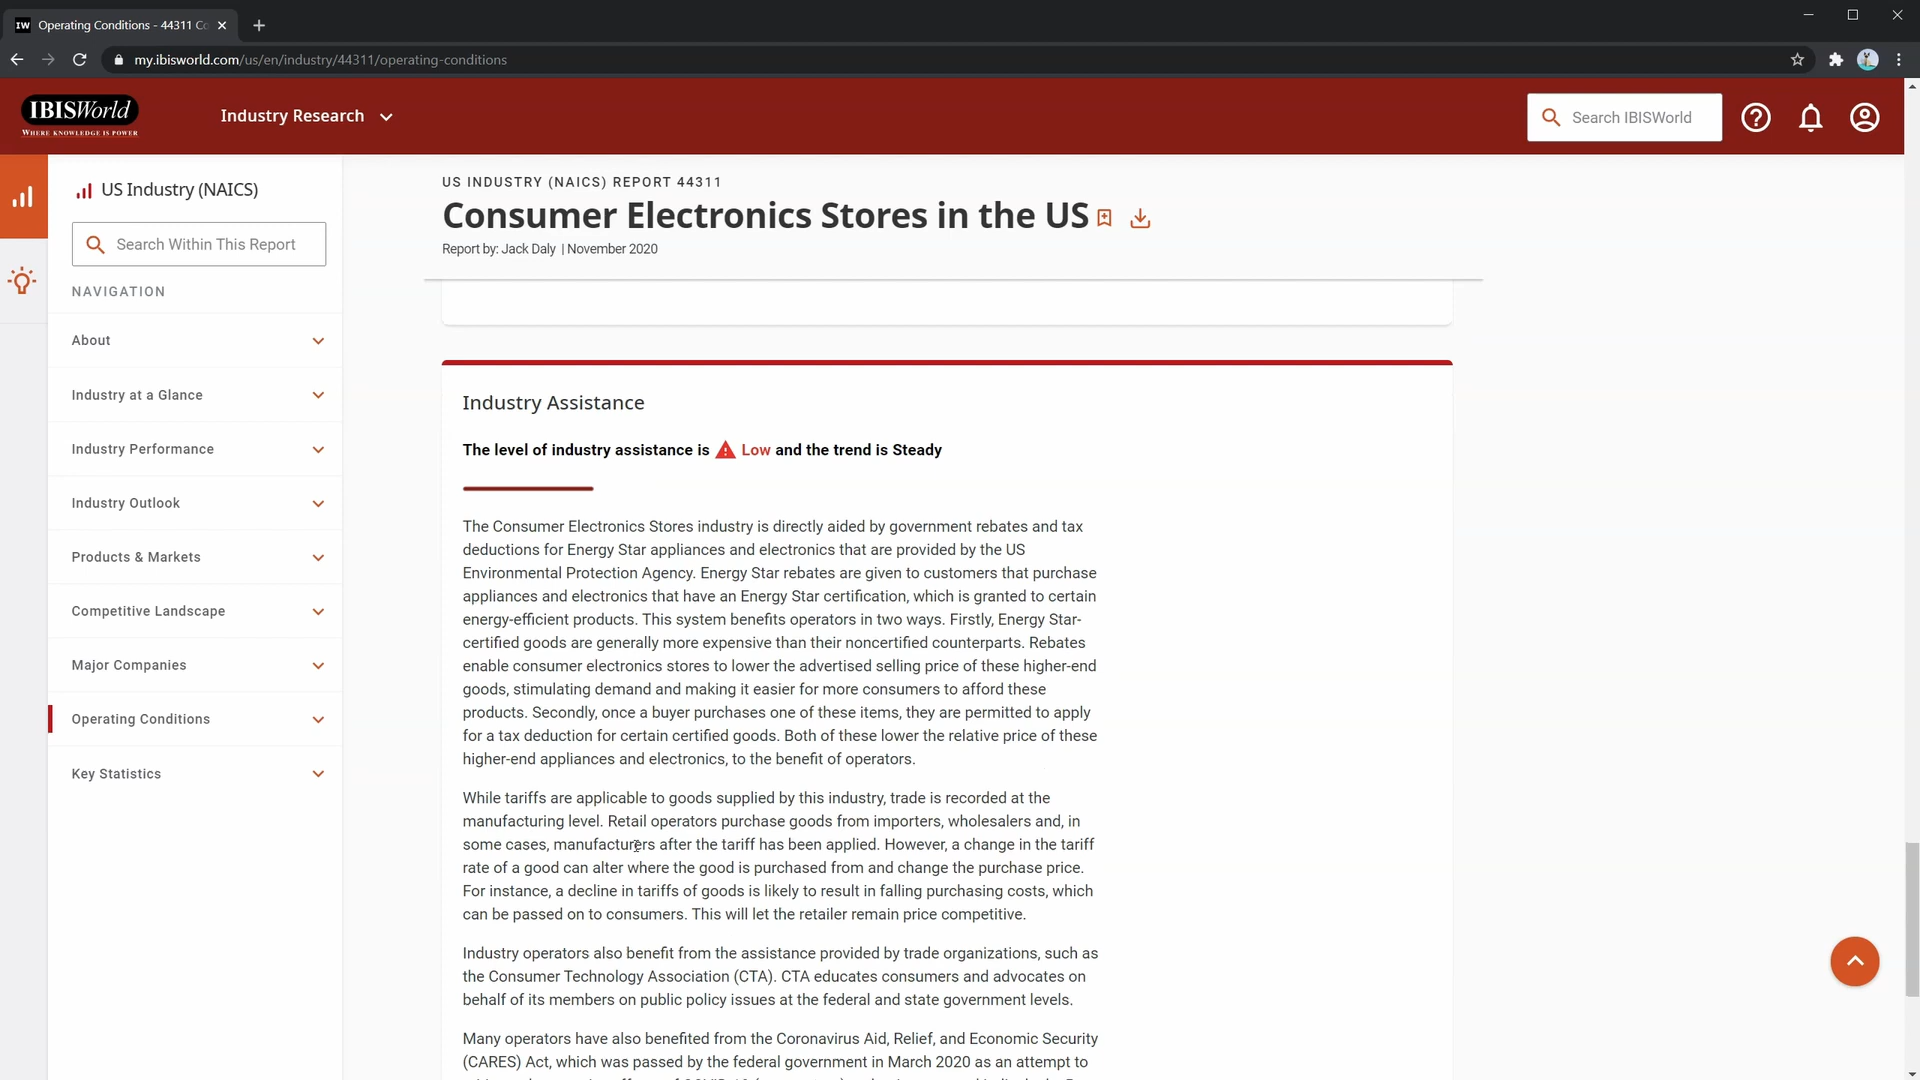 IW Operating Conditions - 44311 Co
my.ibisworld.com/us/en/industry/44311/operating-conditions
IBISWorld
WHERE KNOWLEDGE IS POWER
Industry Research
Search IBISWorld
US Industry (NAICS)
Search Within This Report
NAVIGATION
About
Industry at a Glance
Industry Performance
Industry Outlook
Products & Markets
Competitive Landscape
Major Companies
Operating Conditions
Key Statistics
US INDUSTRY (NAICS) REPORT 44311
Consumer Electronics Stores in the US
Report by: Jack Daly | November 2020
Industry Assistance
The level of industry assistance is Low and the trend is Steady
The Consumer Electronics Stores industry is directly aided by government rebates and tax
deductions for Energy Star appliances and electronics that are provided by the US
Environmental Protection Agency. Energy Star rebates are given to customers that purchase
appliances and electronics that have an Energy Star certification, which is granted to certain
energy-efficient products. This system benefits operators in two ways. Firstly, Energy Star-
certified goods are generally more expensive than their noncertified counterparts. Rebates
enable consumer electronics stores to lower the advertised selling price of these higher-end
goods, stimulating demand and making it easier for more consumers to afford these
products. Secondly, once a buyer purchases one of these items, they are permitted to apply
for a tax deduction for certain certified goods. Both of these lower the relative price of these
higher-end appliances and electronics, to the benefit of operators.
While tariffs are applicable to goods supplied by this industry, trade is recorded at the
manufacturing level. Retail operators purchase goods from importers, wholesalers and, in
some cases, manufacturers after the tariff has been applied. However, a change in the tariff
rate of a good can alter where the good is purchased from and change the purchase price.
For instance, a decline in tariffs of goods is likely to result in falling purchasing costs, which
can be passed on to consumers. This will let the retailer remain price competitive.
Industry operators also benefit from the assistance provided by trade organizations, such as
the Consumer Technology Association (CTA). CTA educates consumers and advocates on
behalf of its members on public policy issues at the federal and state government levels.
Many operators have also benefited from the Coronavirus Aid, Relief, and Economic Security
(CARES) Act, which was passed by the federal government in March 2020 as an attempt to